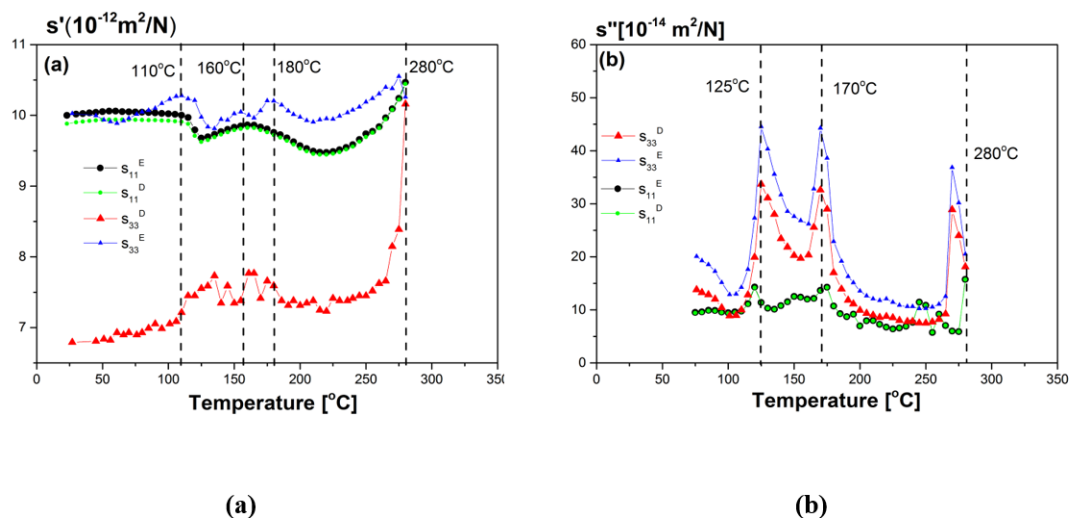 s'(10⁻¹²m²/N)
(a)
110°C
160°C
180°C
280°C
11
10
9
8
7
s₁₁ᴱ
s₁₁ᴰ
s₃₃ᴰ
s₃₃ᴱ
0 50 100 150 200 250 300 350
Temperature [°C]
s''[10⁻¹⁴ m²/N]
(b)
125°C
170°C
280°C
60
50
40
30
20
10
0
s₃₃ᴰ
s₃₃ᴱ
s₁₁ᴱ
s₁₁ᴰ
0 50 100 150 200 250 300 350
Temperature [°C]
(a) (b)